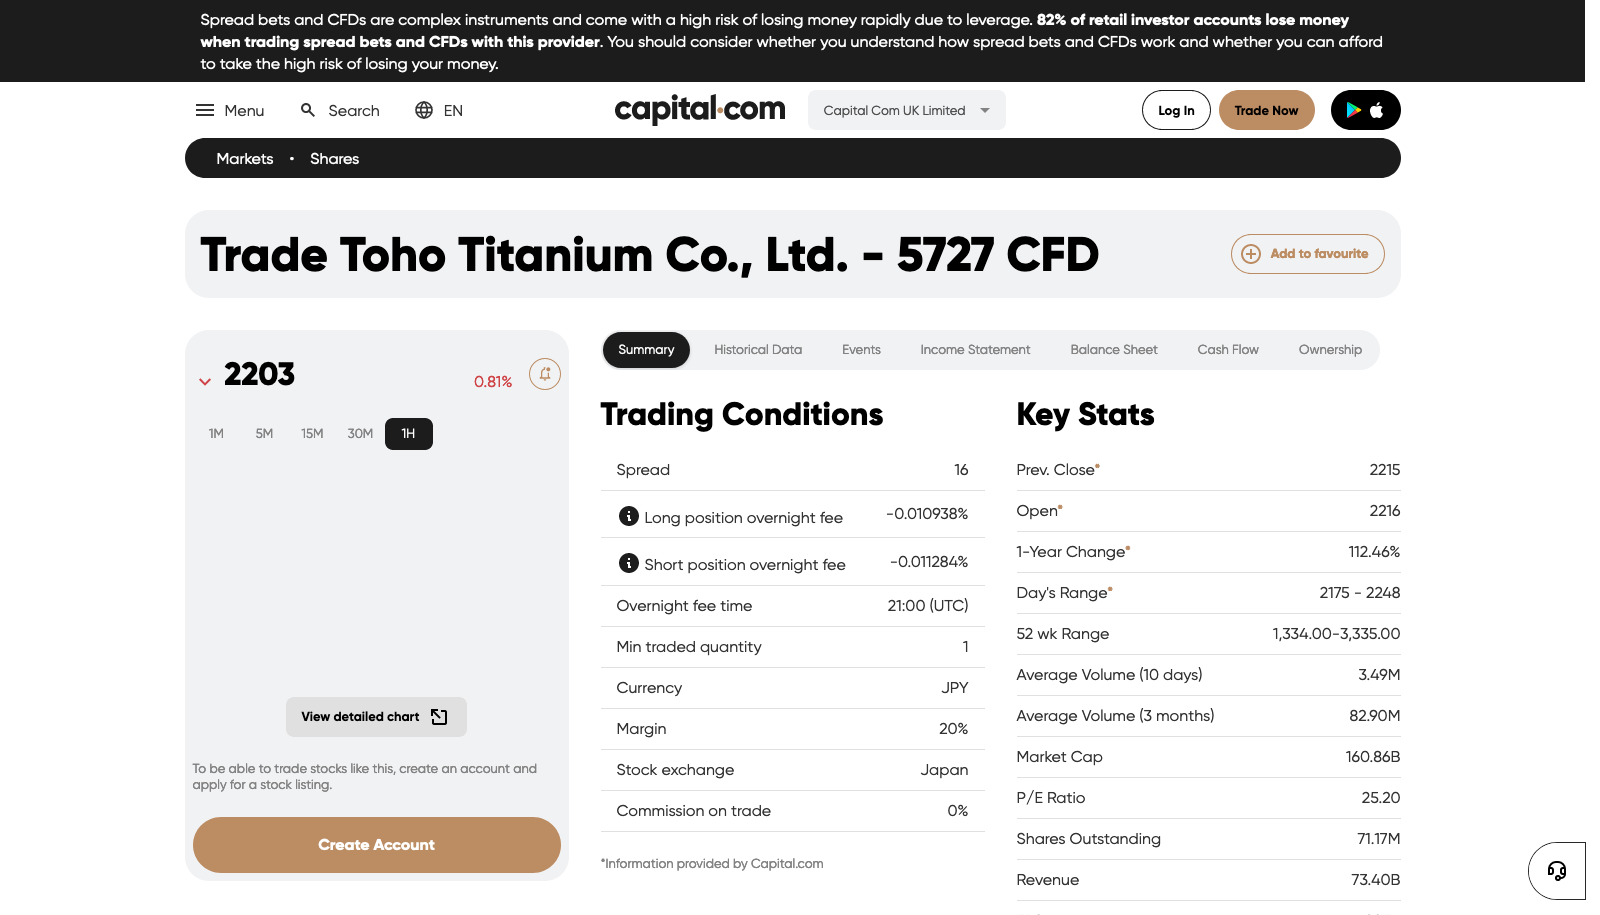 Spread bets and CFDs are complex instruments and come with a high risk of losing money rapidly due to leverage. 82% of retail investor accounts lose money
when trading spread bets and CFDs with this provider. You should consider whether you understand how spread bets and CFDs work and whether you can afford
to take the high risk of losing your money.
Menu Search EN capital.com Capital Com UK Limited Log In Trade Now
Markets • Shares
Trade Toho Titanium Co., Ltd. - 5727 CFD Add to favourite
2203 0.81%
1M 5M 15M 30M 1H
View detailed chart
To be able to trade stocks like this, create an account and
apply for a stock listing.
Create Account
Summary Historical Data Events Income Statement Balance Sheet Cash Flow Ownership
Trading Conditions
Spread 16
Long position overnight fee -0.010938%
Short position overnight fee -0.011284%
Overnight fee time 21:00 (UTC)
Min traded quantity 1
Currency JPY
Margin 20%
Stock exchange Japan
Commission on trade 0%
*Information provided by Capital.com
Key Stats
Prev. Close* 2215
Open* 2216
1-Year Change* 112.46%
Day's Range* 2175 - 2248
52 wk Range 1,334.00-3,335.00
Average Volume (10 days) 3.49M
Average Volume (3 months) 82.90M
Market Cap 160.86B
P/E Ratio 25.20
Shares Outstanding 71.17M
Revenue 73.40B